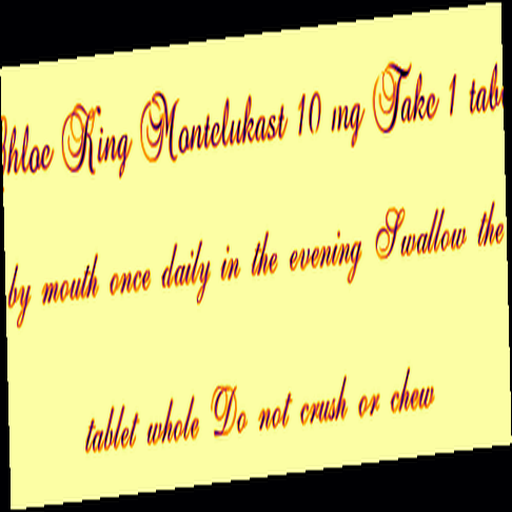 Chloe King Montelukast 10 mg Take 1 tab
by mouth once daily in the evening Swallow the
tablet whole Do not crush or chew